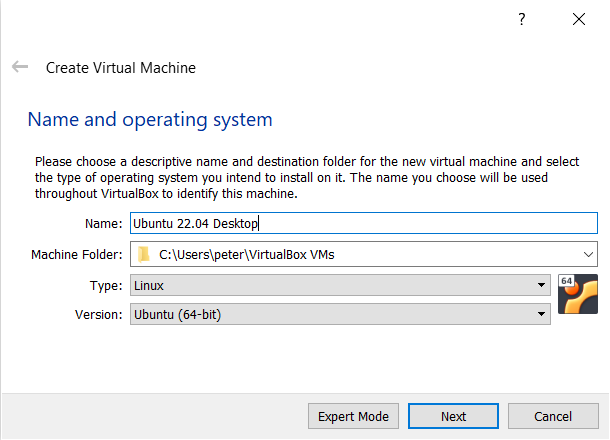 ?
Create Virtual Machine
Name and operating system
Please choose a descriptive name and destination folder for the new virtual machine and select
the type of operating system you intend to install on it. The name you choose will be used
throughout VirtualBox to identify this machine.
Name: Ubuntu 22.04 Desktop
Machine Folder: C:\Users\peter\VirtualBox VMs
Type: Linux
64
Version: Ubuntu (64-bit)
Expert Mode Next Cancel